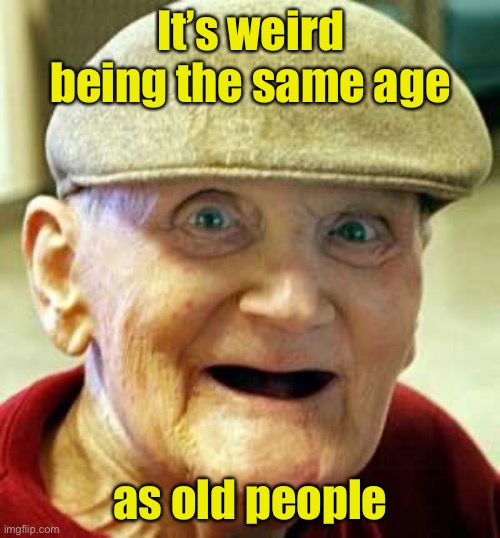 It’s weird
being the same age
as old people
imgflip.com